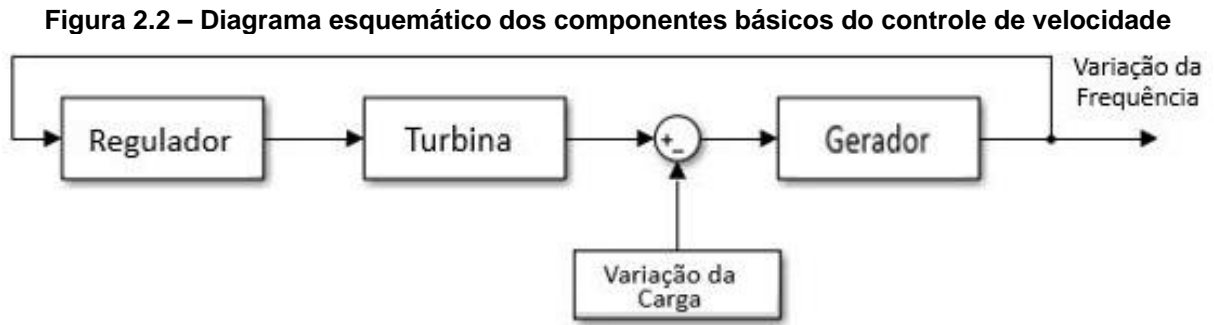 Figura 2.2 – Diagrama esquemático dos componentes básicos do controle de velocidade
Variação da
Frequência
Regulador
Turbina
+
-
Gerador
Variação da
Carga